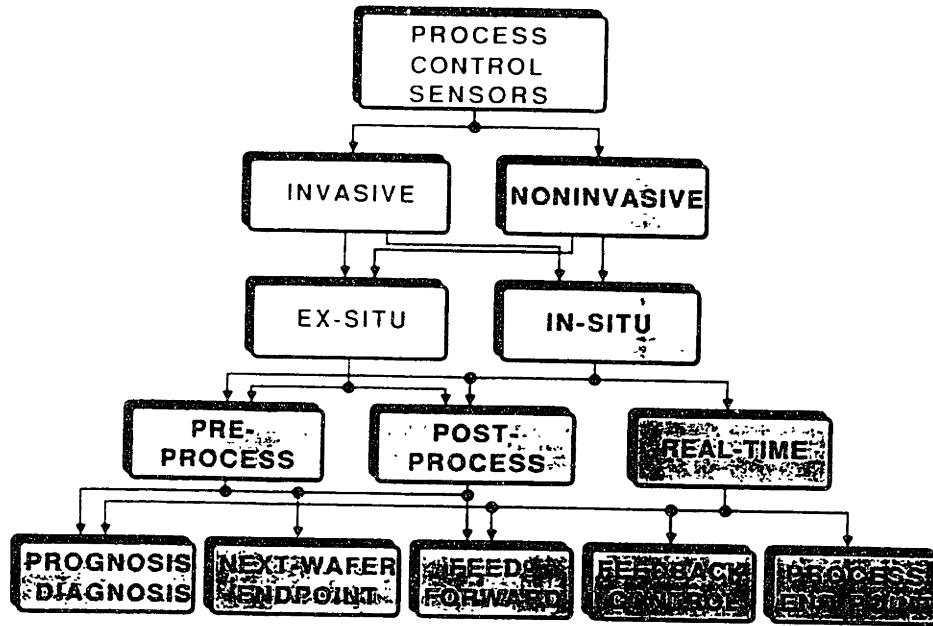 PROCESS
CONTROL
SENSORS
INVASIVE
NONINVASIVE
EX-SITU
IN-SITU
PRE-
PROCESS
POST-
PROCESS
REAL-TIME
PROGNOSIS
DIAGNOSIS
NEXT-WAFER
ENDPOINT
FEED
FORWARD
FEEDBACK
CONTROL
PROCESS
ENDPOINT